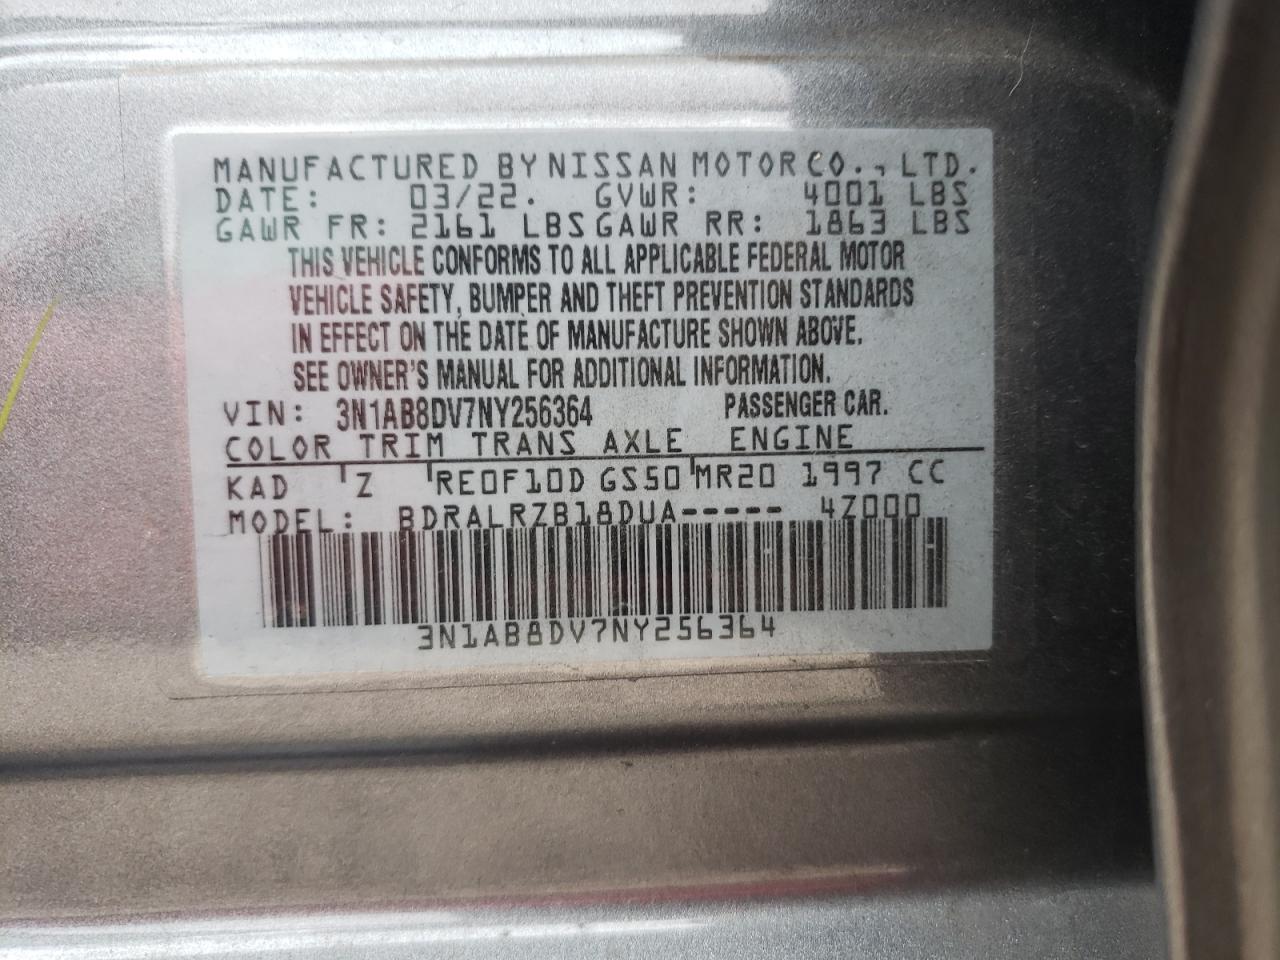 MANUFACTURED BY NISSAN MOTOR CO., LTD.
DATE: 03/22. GVWR: 4001 LBS
GAWR FR: 2161 LBS GAWR RR: 1863 LBS
THIS VEHICLE CONFORMS TO ALL APPLICABLE FEDERAL MOTOR
VEHICLE SAFETY, BUMPER AND THEFT PREVENTION STANDARDS
IN EFFECT ON THE DATE OF MANUFACTURE SHOWN ABOVE.
SEE OWNER'S MANUAL FOR ADDITIONAL INFORMATION.
VIN: 3N1AB8DV7NY256364 PASSENGER CAR.
COLOR TRIM TRANS AXLE ENGINE
KAD Z RE0F10D GS50 MR20 1997 CC
MODEL: BDRALRZB18DUA----- 4Z000
3N1AB8DV7NY256364